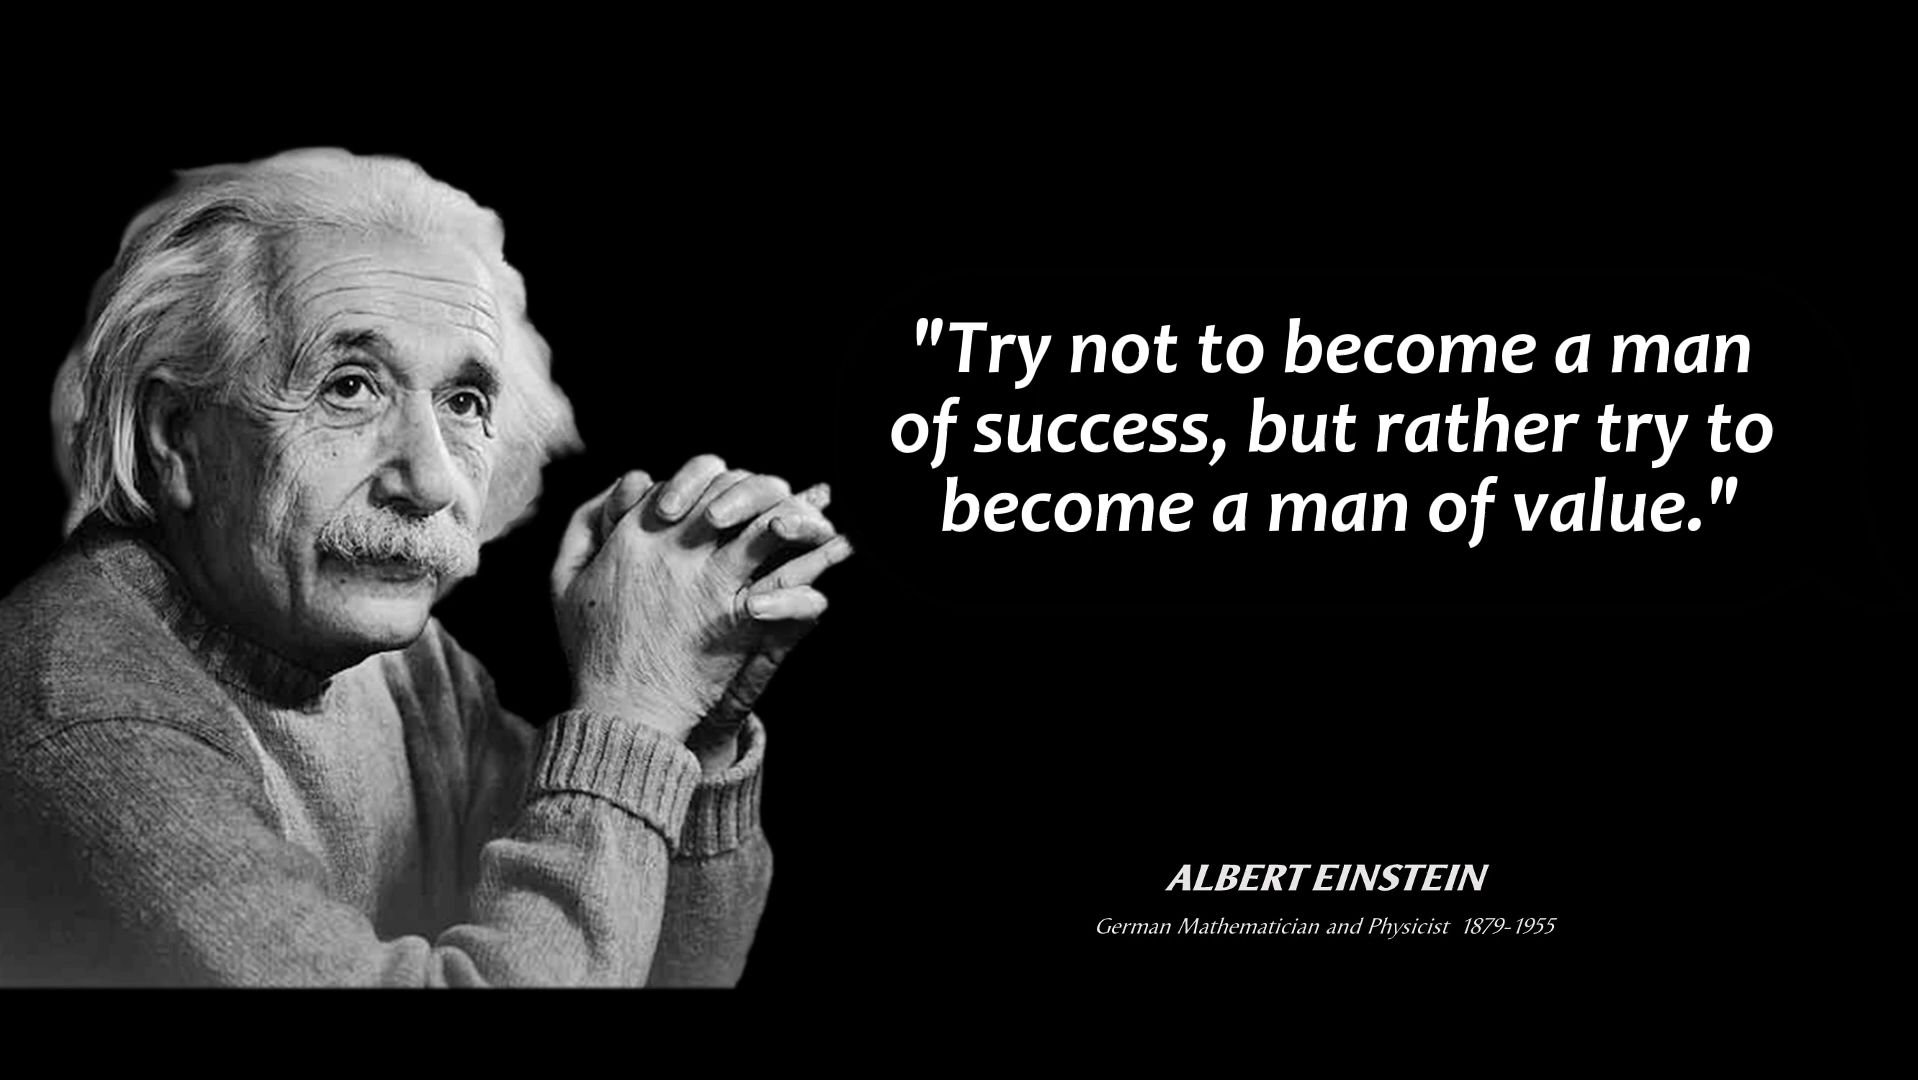 "Try not to become a man
of success, but rather try to
become a man of value."
ALBERT EINSTEIN
German Mathematician and Physicist 1879-1955